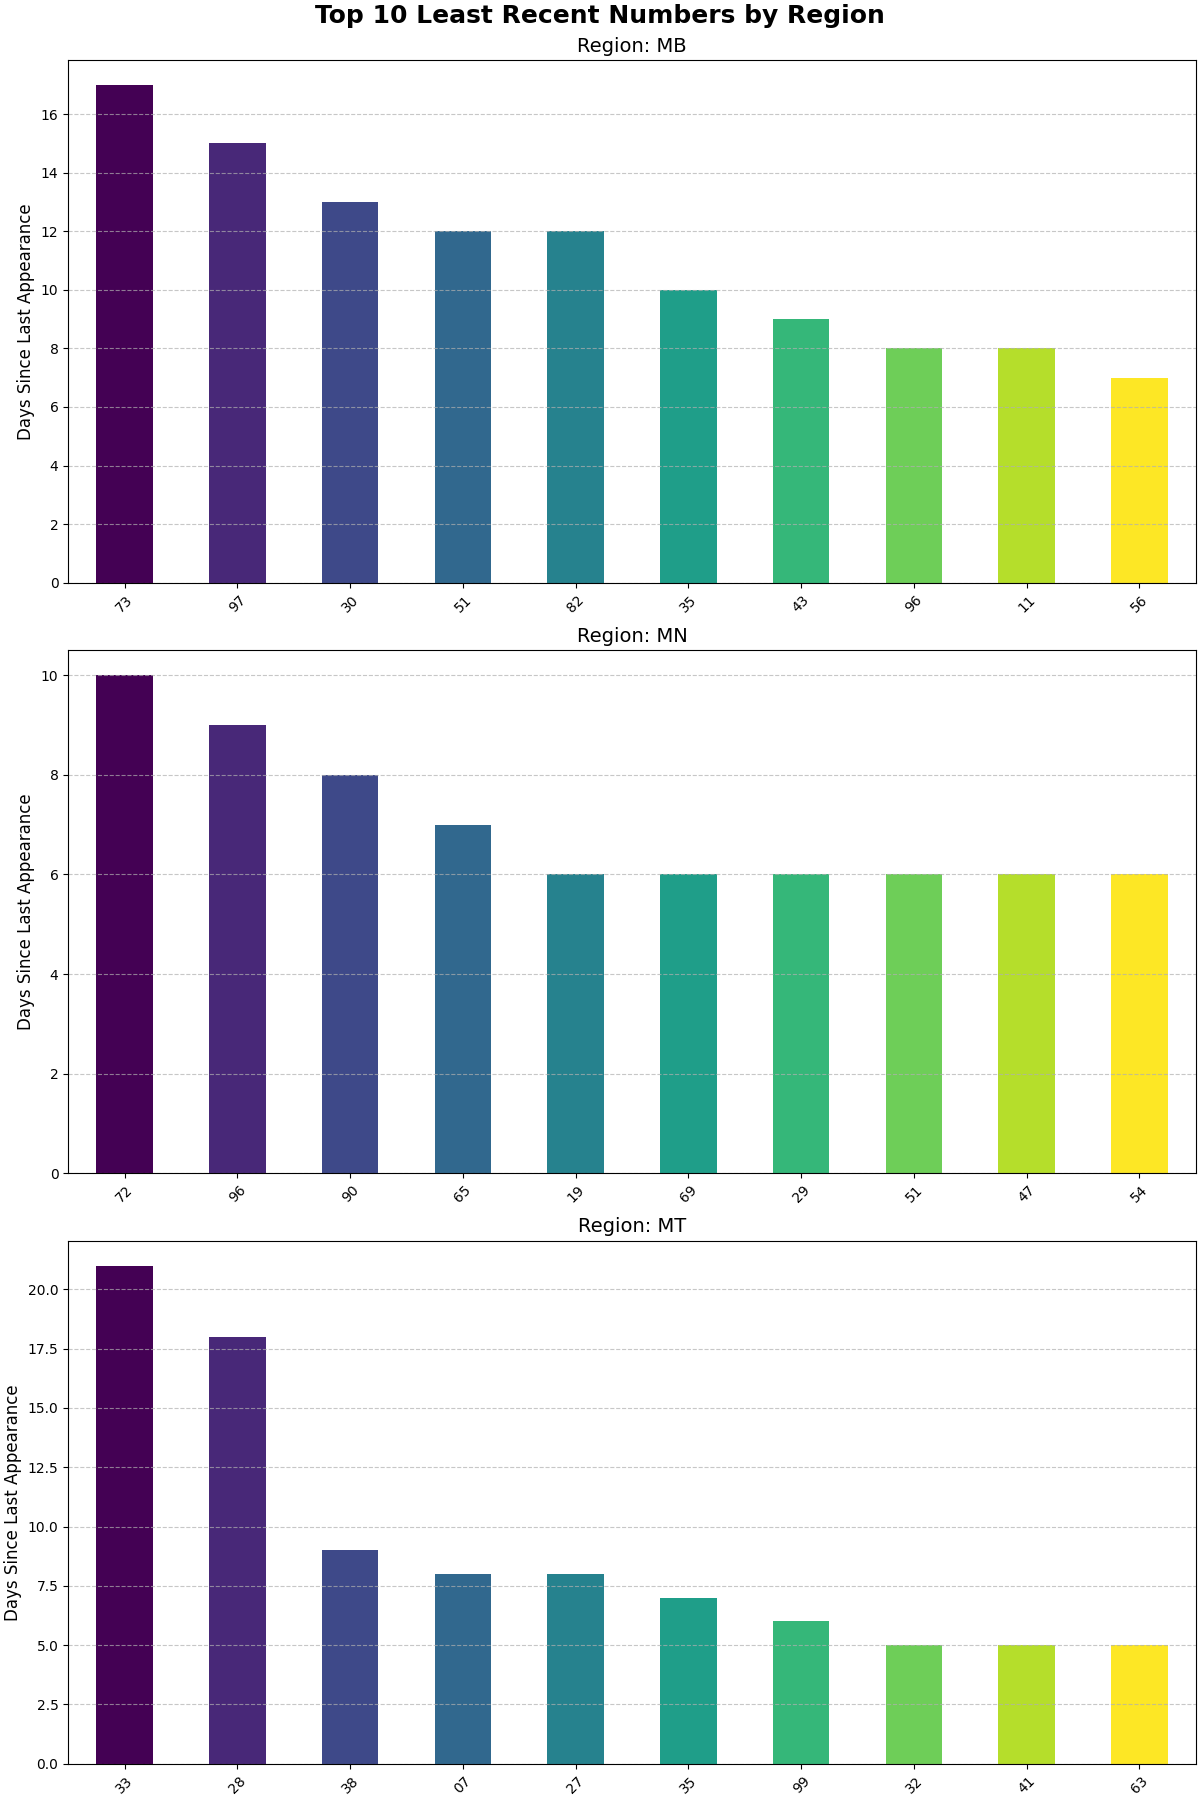 Top 10 Least Recent Numbers by Region
Region: MB
Days Since Last Appearance
16
14
12
10
8
6
4
2
0
73 97 30 51 82 35 43 96 11 56
Region: MN
Days Since Last Appearance
10
8
6
4
2
0
72 96 90 65 19 69 29 51 47 54
Region: MT
Days Since Last Appearance
20.0
17.5
15.0
12.5
10.0
7.5
5.0
2.5
0.0
33 28 38 07 27 35 99 32 41 63